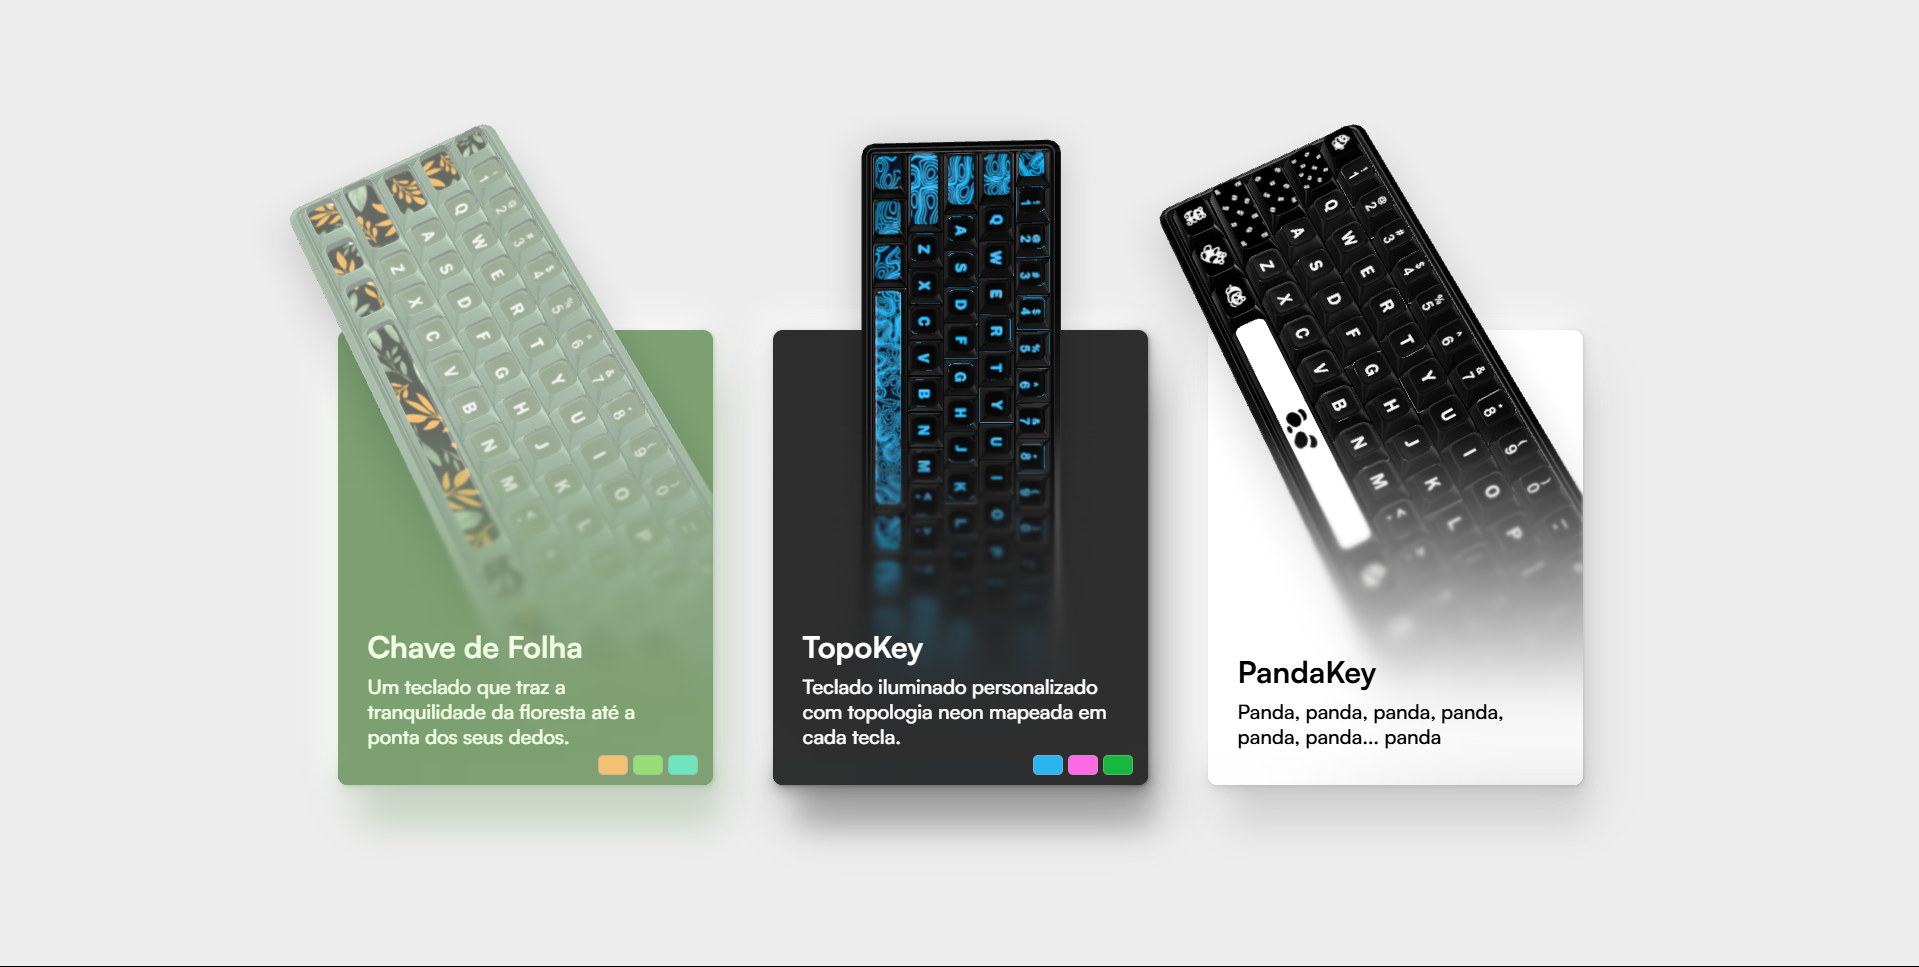 Chave de Folha
Um teclado que traz a
tranquilidade da floresta até a
ponta dos seus dedos.
TopoKey
Teclado iluminado personalizado
com topologia neon mapeada em
cada tecla.
PandaKey
Panda, panda, panda, panda,
panda, panda... panda